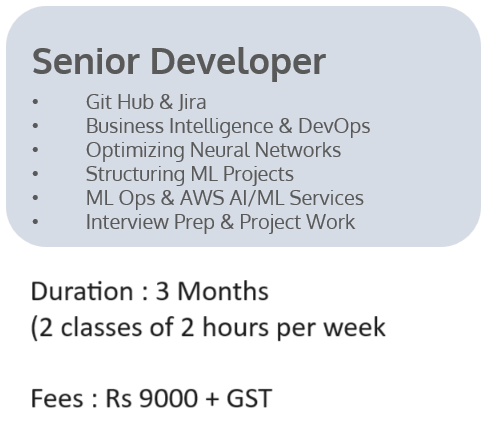 Senior Developer
• Git Hub & Jira
• Business Intelligence & DevOps
• Optimizing Neural Networks
• Structuring ML Projects
• ML Ops & AWS AI/ML Services
• Interview Prep & Project Work
Duration : 3 Months
(2 classes of 2 hours per week
Fees : Rs 9000 + GST